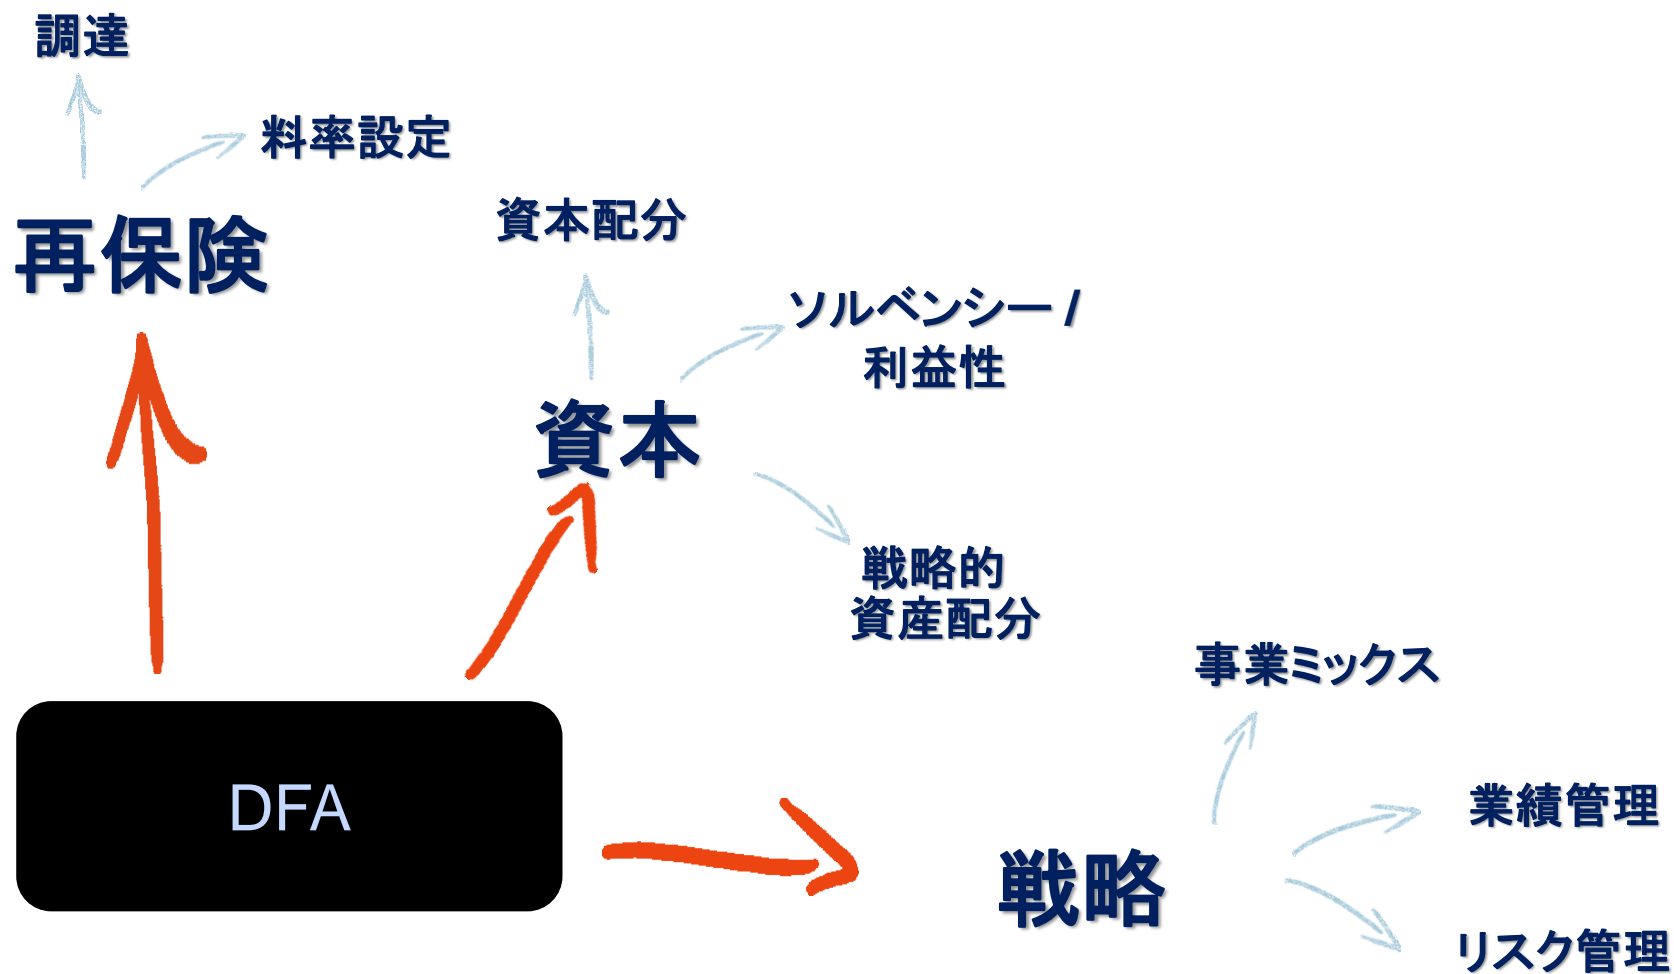 調達
料率設定
再保険
資本配分
ソルベンシー /
利益性
資本
戦略的
資産配分
事業ミックス
DFA
業績管理
戦略
リスク管理